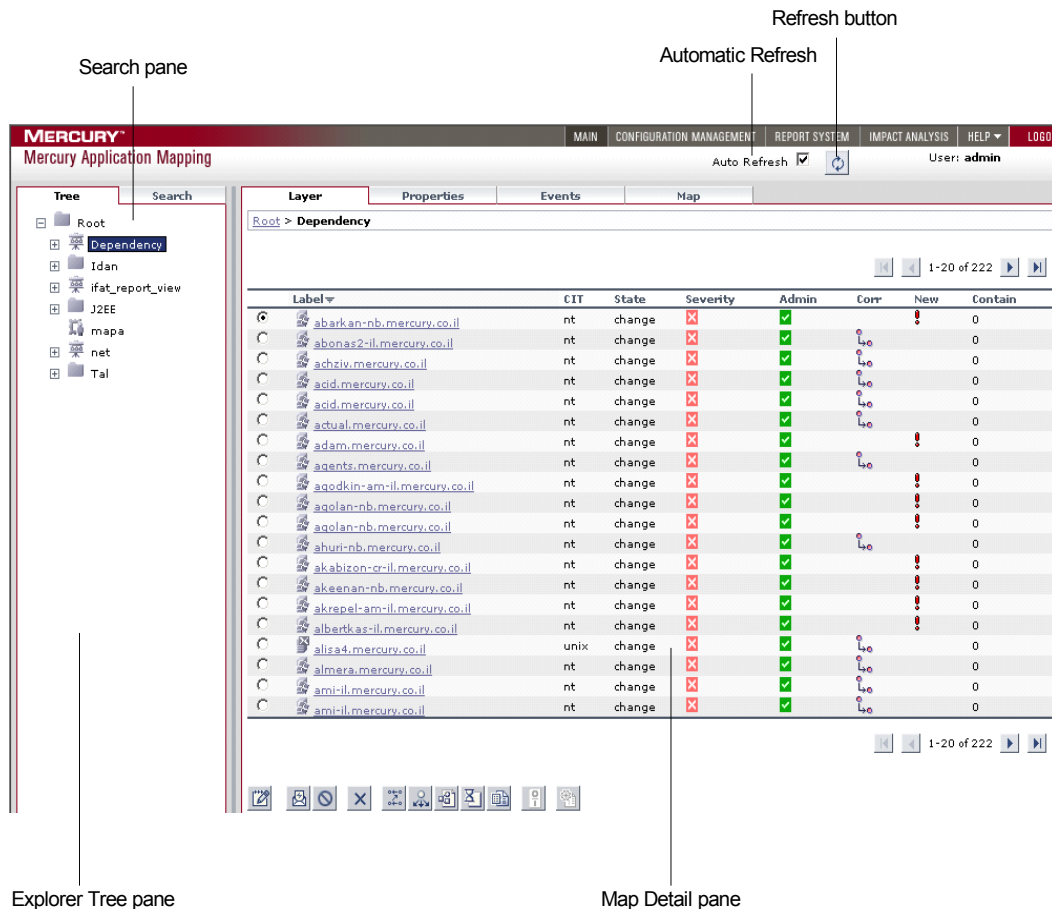 Refresh button
Automatic Refresh
Search pane
MERCURY™
MAIN CONFIGURATION MANAGEMENT REPORT SYSTEM IMPACT ANALYSIS HELP LOGO
Mercury Application Mapping
Auto Refresh
User: admin
Tree Search
Layer Properties Events Map
Root
Dependency
Idan
ifat_report_view
J2EE
mapa
net
Tal
Root > Dependency
1-20 of 222
Label CIT State Severity Admin Corr New Contain
abarkan-nb.mercury.co.il nt change 0
abonas2-il.mercury.co.il nt change 0
achziv.mercury.co.il nt change 0
acid.mercury.co.il nt change 0
acid.mercury.co.il nt change 0
actual.mercury.co.il nt change 0
adam.mercury.co.il nt change 0
agents.mercury.co.il nt change 0
agodkin-am-il.mercury.co.il nt change 0
agolan-nb.mercury.co.il nt change 0
agolan-nb.mercury.co.il nt change 0
ahuri-nb.mercury.co.il nt change 0
akabizon-cr-il.mercury.co.il nt change 0
akeenan-nb.mercury.co.il nt change 0
akrepel-am-il.mercury.co.il nt change 0
albertkas-il.mercury.co.il nt change 0
alisa4.mercury.co.il unix change 0
almera.mercury.co.il nt change 0
ami-il.mercury.co.il nt change 0
ami-il.mercury.co.il nt change 0
1-20 of 222
Explorer Tree pane
Map Detail pane